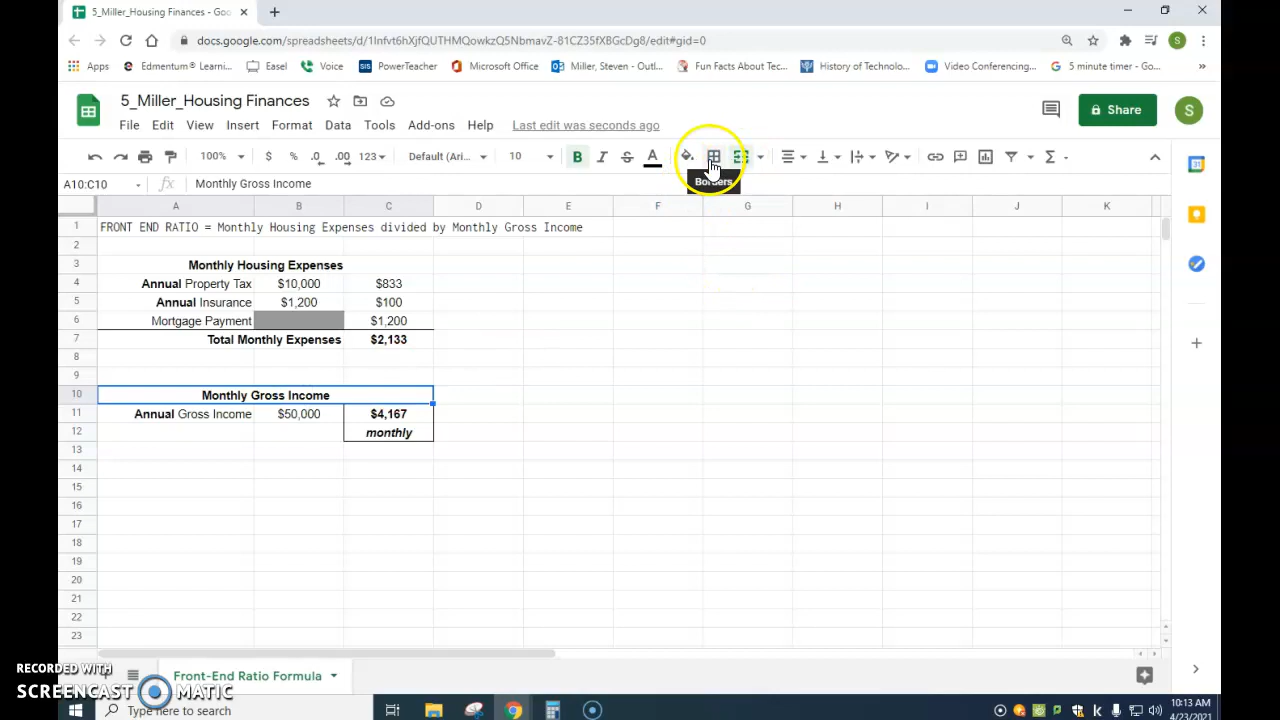 5_Miller_Housing Finances - Goo
docs.google.com/spreadsheets/d/1Infvt6hXjfQUTHMQowkzQ5NbmavZ-81CZ35fXBGcDg8/edit#gid=0
Apps Edmentum® Learni... Easel Voice SIS PowerTeacher Microsoft Office Miller, Steven - Outl... Fun Facts About Tec... History of Technolo... Video Conferencing,... 5 minute timer - Go... »
5_Miller_Housing Finances
Share
S
File Edit View Insert Format Data Tools Add-ons Help Last edit was seconds ago
100% $ % .0 .00 123 Default (Ari... 10 B I S A
A10:C10 fx Monthly Gross Income
Borders
A B C D E F G H I J K
1 FRONT END RATIO = Monthly Housing Expenses divided by Monthly Gross Income
2
3 Monthly Housing Expenses
4 Annual Property Tax $10,000 $833
5 Annual Insurance $1,200 $100
6 Mortgage Payment $1,200
7 Total Monthly Expenses $2,133
8
9
10 Monthly Gross Income
11 Annual Gross Income $50,000 $4,167
12 monthly
13
14
15
16
17
18
19
20
21
22
23
Front-End Ratio Formula
RECORDED WITH
SCREENCAST MATIC
Type here to search
10:13 AM
4/23/2021